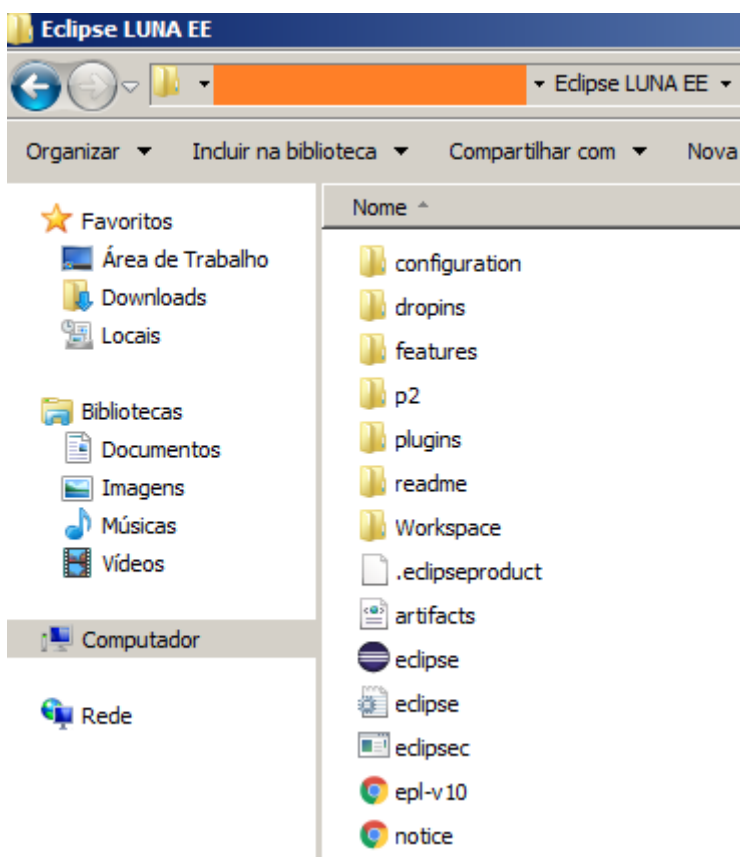 Eclipse LUNA EE
Eclipse LUNA EE
Organizar Incluir na biblioteca Compartilhar com Nova
Nome
Favoritos
Área de Trabalho
Downloads
Locais
Bibliotecas
Documentos
Imagens
Músicas
Vídeos
Computador
Rede
configuration
dropins
features
p2
plugins
readme
Workspace
.eclipseproduct
artifacts
eclipse
eclipse
eclipsec
epl-v10
notice